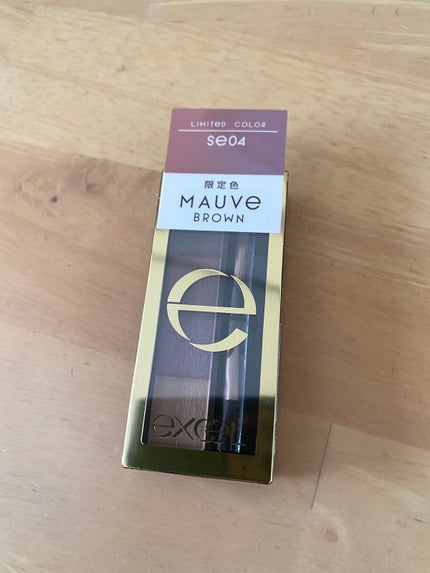 LIMITED COLOR
SE04
限定色
MAUVE
BROWN
e
excel